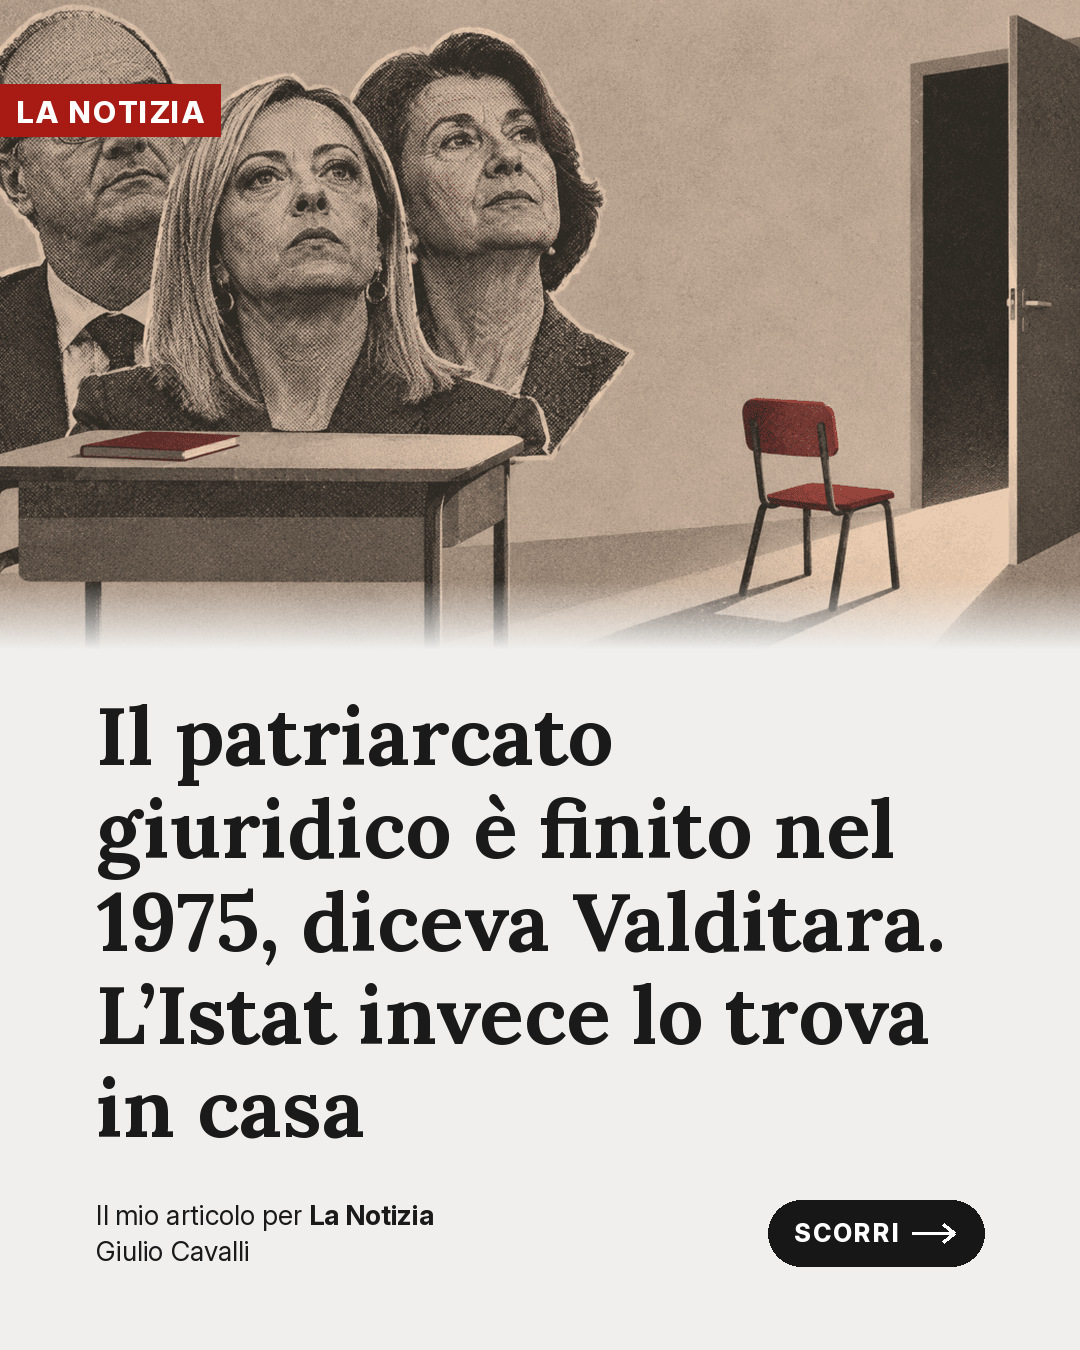 LA NOTIZIA
Il patriarcato
giuridico è finito nel
1975, diceva Valditara.
L’Istat invece lo trova
in casa
Il mio articolo per La Notizia
Giulio Cavalli
SCORRI